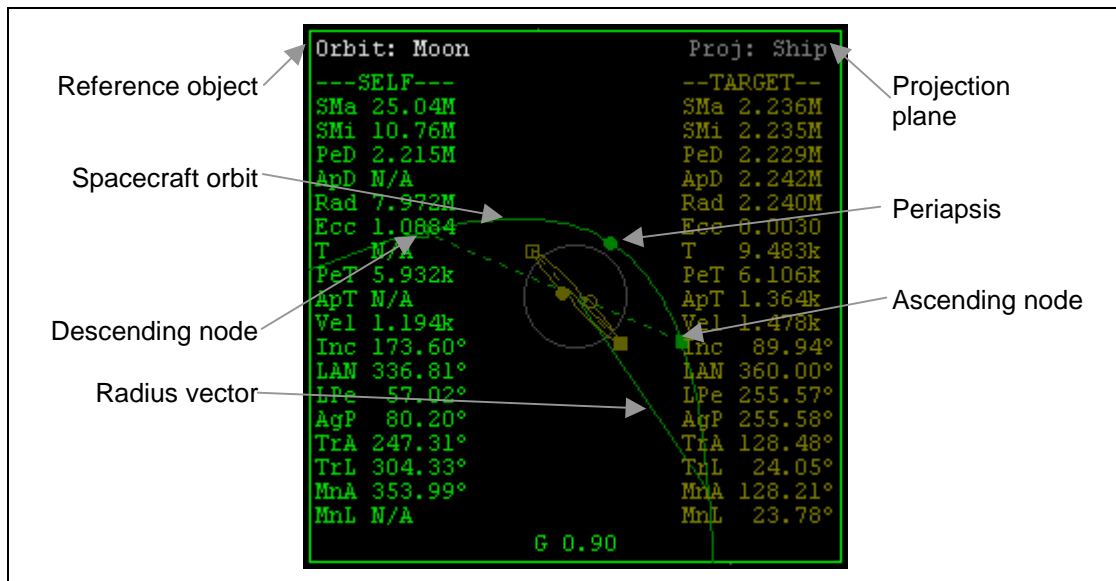 Orbit: Moon Proj: Ship
Reference object
Projection
plane
---SELF--- --TARGET--
SMa 25.04M SMa 2.236M
SMi 10.76M SMi 2.235M
PeD 2.215M PeD 2.229M
Spacecraft orbit
ApD N/A ApD 2.242M
Rad 7.972M Rad 2.240M
Periapsis
Ecc 1.0884 Ecc 0.0030
T N/A T 9.483k
PeT 5.932k PeT 6.106k
ApT N/A ApT 1.364k
Ascending node
Vel 1.194k Vel 1.478k
Descending node
Inc 173.60° Inc 89.94°
LAN 336.81° LAN 360.00°
Radius vector
LPe 57.02° LPe 255.57°
AgP 80.20° AgP 255.58°
TrA 247.31° TrA 128.48°
TrL 304.33° TrL 24.05°
MnA 353.99° MnA 128.21°
MnL N/A MnL 23.78°
G 0.90